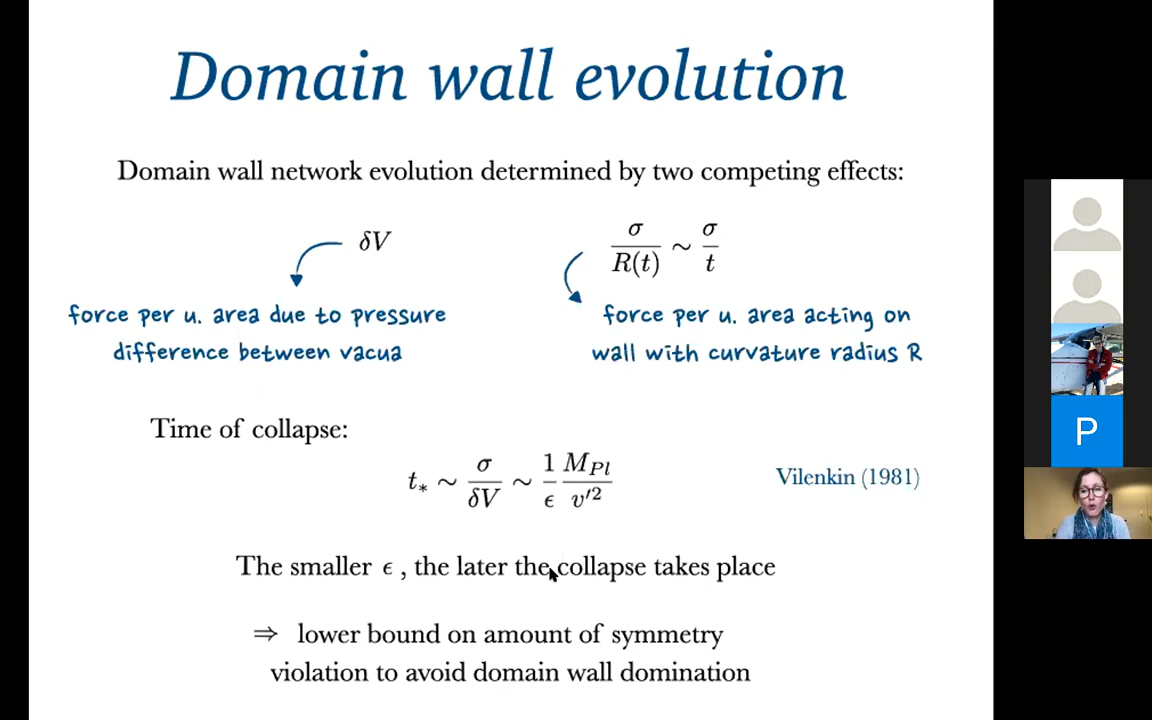 Domain wall evolution
Domain wall network evolution determined by two competing effects:
δV
σ/R(t) ~ σ/t
force per u. area due to pressure
difference between vacua
force per u. area acting on
wall with curvature radius R
Time of collapse:
t* ~ σ/δV ~ 1/ϵ M_Pl/v'²
Vilenkin (1981)
The smaller ϵ , the later the collapse takes place
⇒ lower bound on amount of symmetry
violation to avoid domain wall domination
P